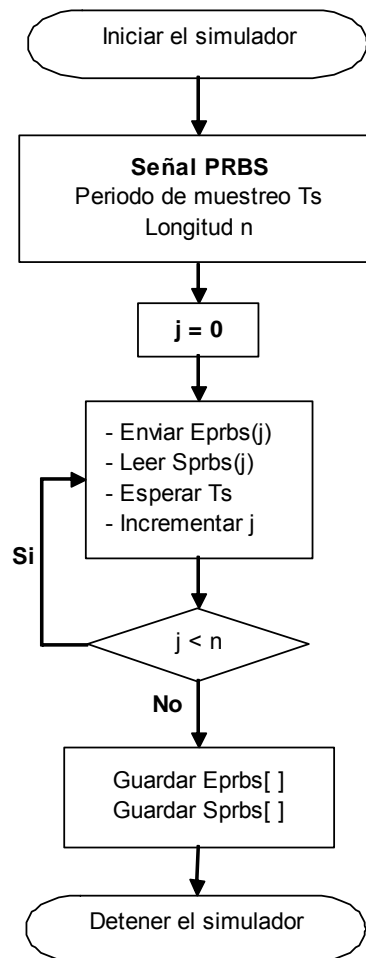 Iniciar el simulador
Señal PRBS
Periodo de muestreo Ts
Longitud n
j = 0
- Enviar Eprbs(j)
- Leer Sprbs(j)
- Esperar Ts
- Incrementar j
Si
j < n
No
Guardar Eprbs[ ]
Guardar Sprbs[ ]
Detener el simulador